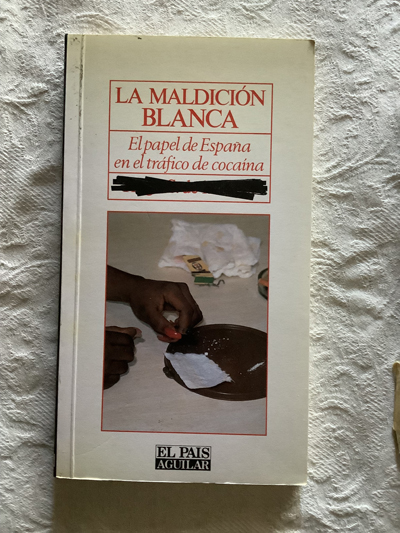 LA MALDICIÓN
BLANCA
El papel de España
en el tráfico de cocaína
EL PAIS
AGUILAR